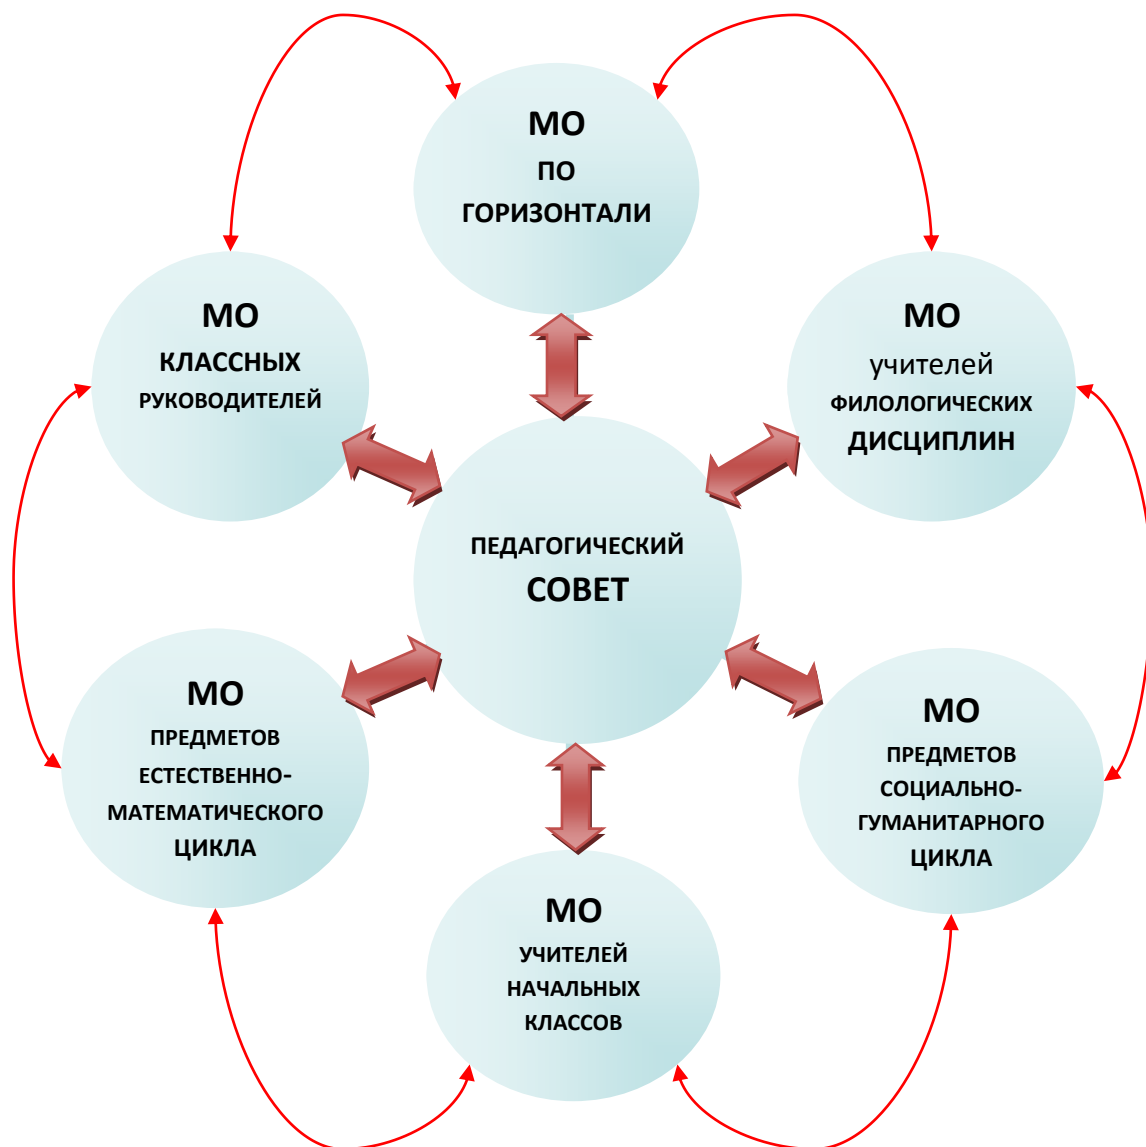 МО
ПО
ГОРИЗОНТАЛИ
МО
КЛАССНЫХ
РУКОВОДИТЕЛЕЙ
МО
учителей
ФИЛОЛОГИЧЕСКИХ
ДИСЦИПЛИН
ПЕДАГОГИЧЕСКИЙ
СОВЕТ
МО
ПРЕДМЕТОВ
ЕСТЕСТВЕННО-
МАТЕМАТИЧЕСКОГО
ЦИКЛА
МО
ПРЕДМЕТОВ
СОЦИАЛЬНО-
ГУМАНИТАРНОГО
ЦИКЛА
МО
УЧИТЕЛЕЙ
НАЧАЛЬНЫХ
КЛАССОВ